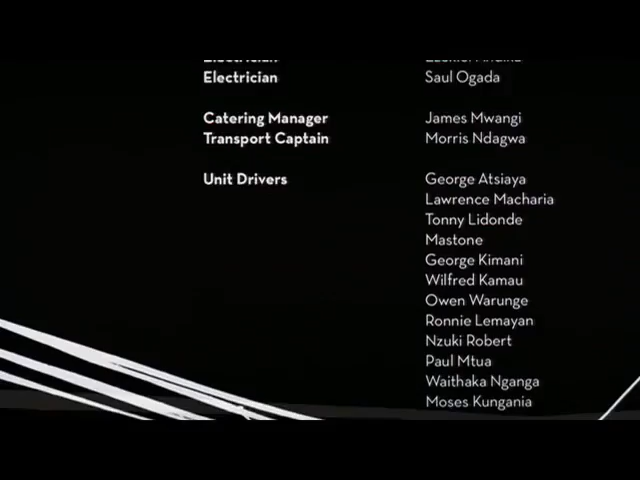 Electrician
Electrician Saul Ogada
Catering Manager James Mwangi
Transport Captain Morris Ndagwa
Unit Drivers George Atsiaya
Lawrence Macharia
Tonny Lidonde
Mastone
George Kimani
Wilfred Kamau
Owen Warunge
Ronnie Lemayan
Nzuki Robert
Paul Mtua
Waithaka Nganga
Moses Kungania